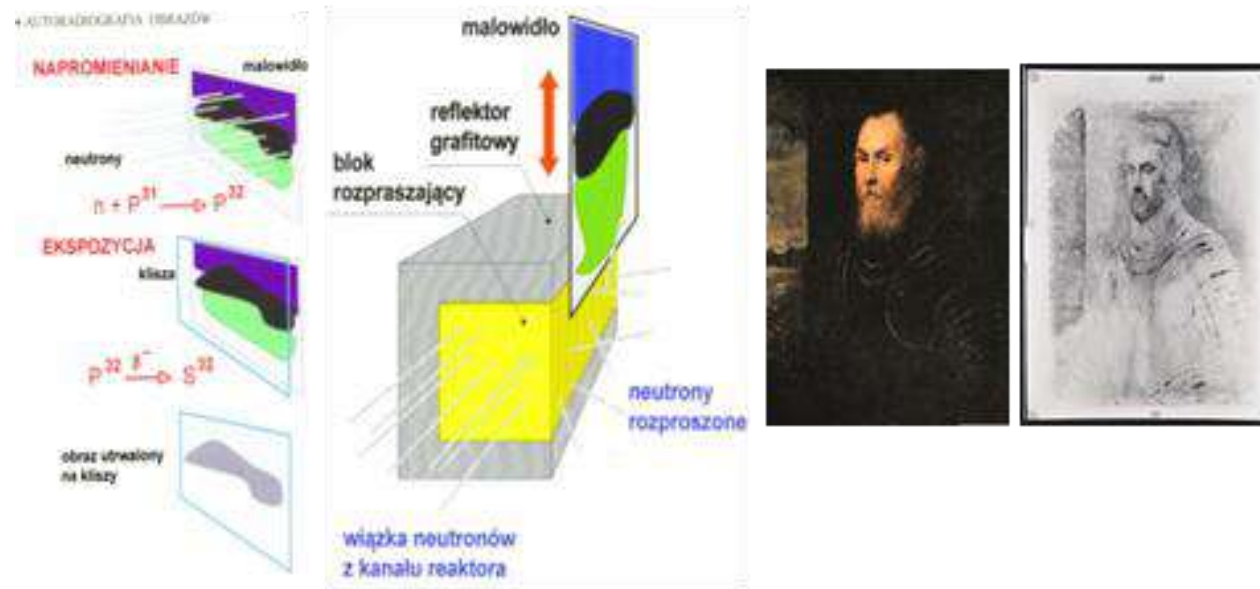 AUTORADIOGRAFIA OBRAZÓW
NAPROMIENIANIE
malowidło
neutrony
n + P³¹ → P³²
EKSPOZYCJA
klisza
P³² β⁻→ S³²
obraz utrwalony
na kliszy
malowidło
reflektor
grafitowy
blok
rozpraszający
neutrony
rozproszone
wiązka neutronów
z kanału reaktora